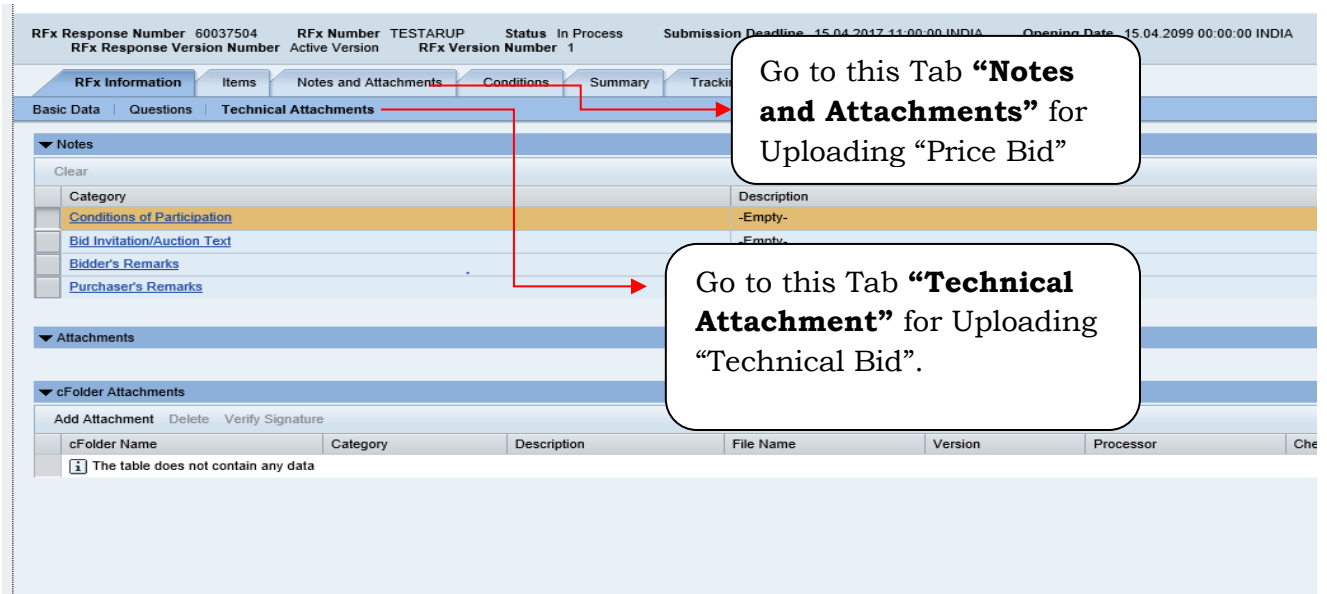 RFx Response Number 60037504 RFx Number TESTARUP Status In Process Submission Deadline 15.04.2017 11:00:00 INDIA Opening Date 15.04.2099 00:00:00 INDIA
RFx Response Version Number Active Version RFx Version Number 1
RFx Information Items Notes and Attachments Conditions Summary Tracking
Basic Data Questions Technical Attachments
Go to this Tab “Notes
and Attachments” for
Uploading “Price Bid”
Notes
Clear
Category Description
Conditions of Participation -Empty-
Bid Invitation/Auction Text -Empty-
Bidder's Remarks
Purchaser's Remarks
Go to this Tab “Technical
Attachment” for Uploading
“Technical Bid”.
Attachments
cFolder Attachments
Add Attachment Delete Verify Signature
cFolder Name Category Description File Name Version Processor Che
i The table does not contain any data